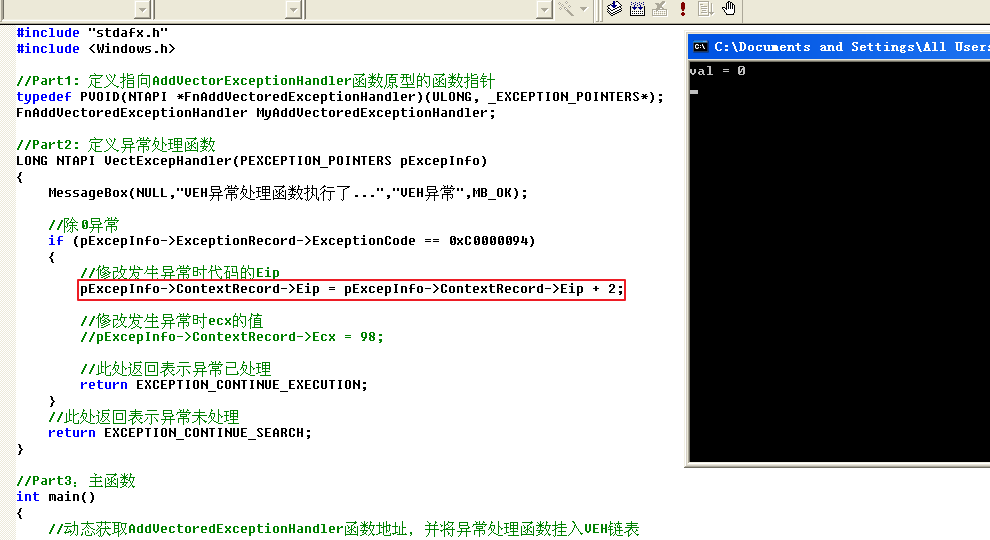 #include "stdafx.h"
#include <Windows.h>
//Part1: 定义指向AddVectorExceptionHandler函数原型的函数指针
typedef PVOID(NTAPI *FnAddVectoredExceptionHandler)(ULONG, _EXCEPTION_POINTERS*);
FnAddVectoredExceptionHandler MyAddVectoredExceptionHandler;
//Part2: 定义异常处理函数
LONG NTAPI VectExcepHandler(PEXCEPTION_POINTERS pExcepInfo)
{
MessageBox(NULL,"VEH异常处理函数执行了...","VEH异常",MB_OK);
//除0异常
if (pExcepInfo->ExceptionRecord->ExceptionCode == 0xC0000094)
{
//修改发生异常时代码的Eip
pExcepInfo->ContextRecord->Eip = pExcepInfo->ContextRecord->Eip + 2;
//修改发生异常时ecx的值
//pExcepInfo->ContextRecord->Ecx = 98;
//此处返回表示异常已处理
return EXCEPTION_CONTINUE_EXECUTION;
}
//此处返回表示异常未处理
return EXCEPTION_CONTINUE_SEARCH;
}
//Part3: 主函数
int main()
{
//动态获取AddVectoredExceptionHandler函数地址，并将异常处理函数挂入VEH链表
C:\Documents and Settings\All Users
val = 0